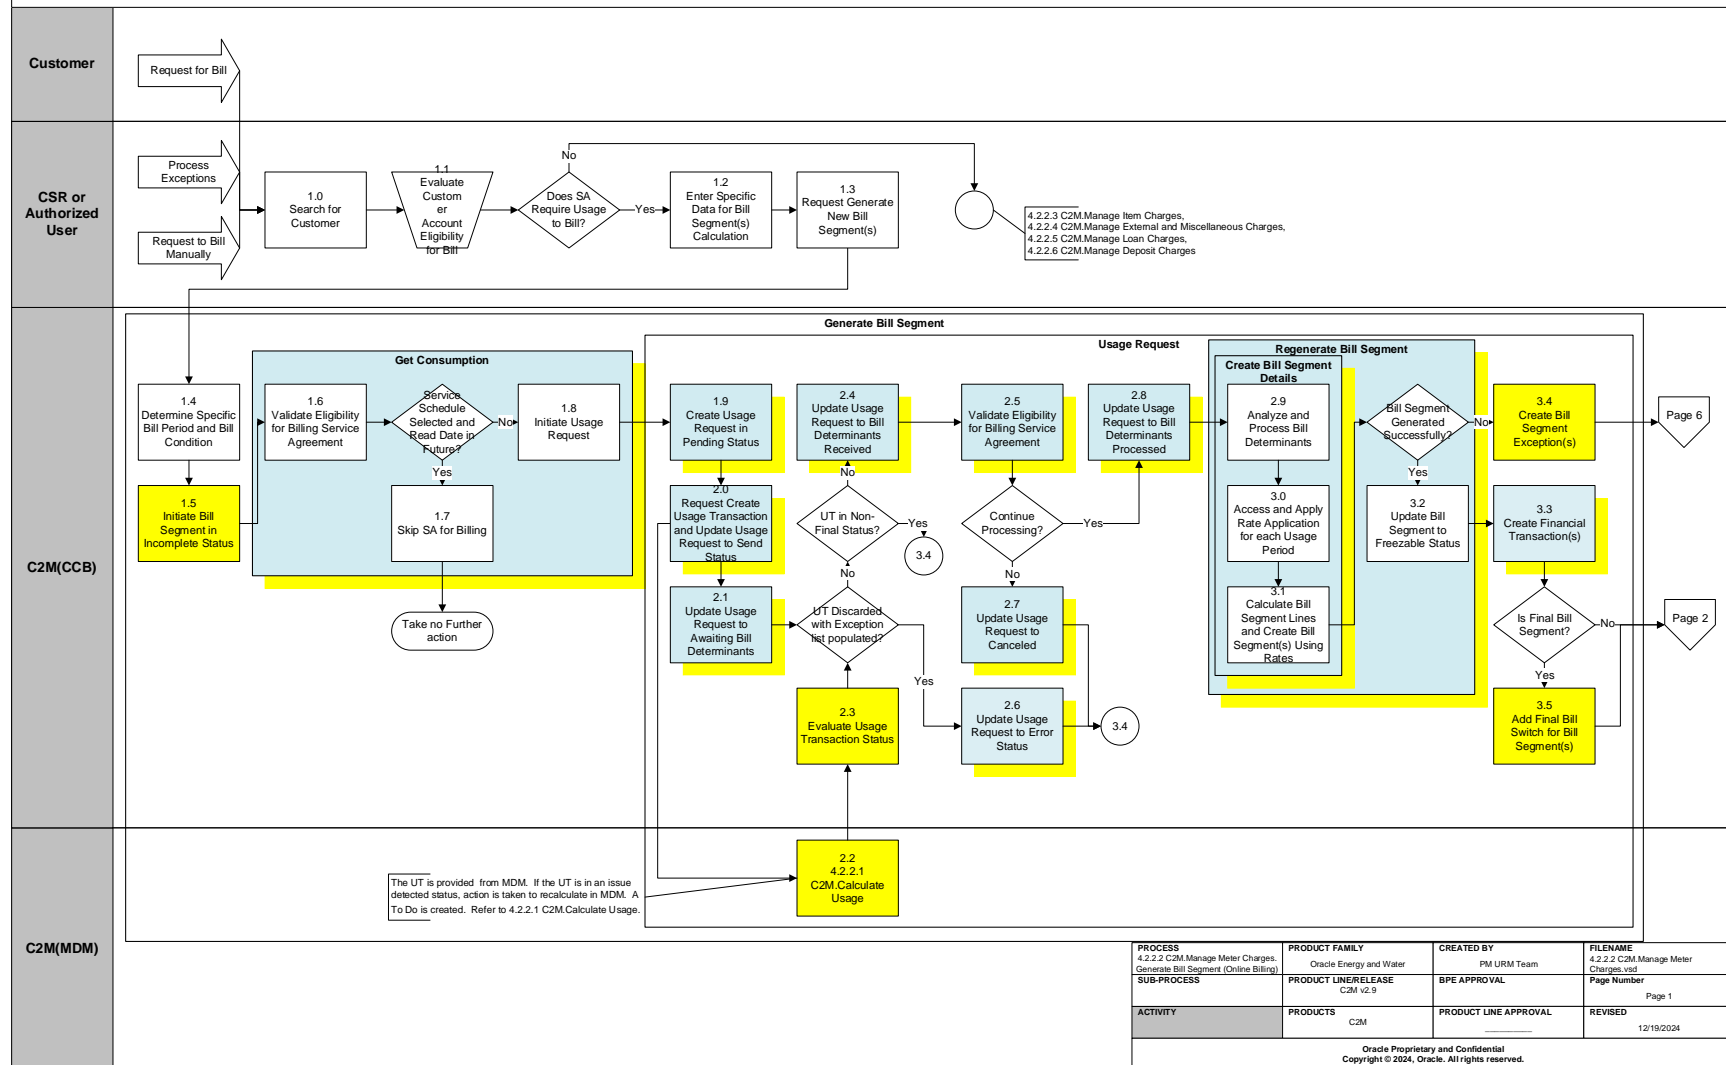 Customer
Request for Bill
CSR or
Authorized
User
Process
Exceptions
Request to Bill
Manually
1.0
Search for
Customer
1.1
Evaluate
Custom
er
Account
Eligibility
for Bill
Does SA
Require Usage
to Bill?
No
Yes
1.2
Enter Specific
Data for Bill
Segment(s)
Calculation
1.3
Request Generate
New Bill
Segment(s)
4.2.2.3 C2M.Manage Item Charges,
4.2.2.4 C2M.Manage External and Miscellaneous Charges,
4.2.2.5 C2M.Manage Loan Charges,
4.2.2.6 C2M.Manage Deposit Charges
C2M(CCB)
Generate Bill Segment
Get Consumption
Usage Request
Regenerate Bill Segment
Create Bill Segment
Details
1.4
Determine Specific
Bill Period and Bill
Condition
1.5
Initiate Bill
Segment in
Incomplete Status
1.6
Validate Eligibility
for Billing Service
Agreement
Service
Schedule
Selected and
Read Date in
Future?
No
Yes
1.8
Initiate Usage
Request
1.7
Skip SA for Billing
Take no Further
action
1.9
Create Usage
Request in
Pending Status
2.0
Request Create
Usage Transaction
and Update Usage
Request to Send
Status
2.1
Update Usage
Request to
Awaiting Bill
Determinants
2.4
Update Usage
Request to Bill
Determinants
Received
No
UT in Non-
Final Status?
Yes
3.4
No
UT Discarded
with Exception
list populated?
Yes
2.3
Evaluate Usage
Transaction Status
2.5
Validate Eligibility
for Billing Service
Agreement
Continue
Processing?
Yes
No
2.7
Update Usage
Request to
Canceled
2.6
Update Usage
Request to Error
Status
3.4
2.8
Update Usage
Request to Bill
Determinants
Processed
2.9
Analyze and
Process Bill
Determinants
3.0
Access and Apply
Rate Application
for each Usage
Period
3.1
Calculate Bill
Segment Lines
and Create Bill
Segment(s) Using
Rates
Bill Segment
Generated
Successfully?
No
Yes
3.2
Update Bill
Segment to
Freezable Status
3.4
Create Bill
Segment
Exception(s)
3.3
Create Financial
Transaction(s)
Is Final Bill
Segment?
No
Yes
3.5
Add Final Bill
Switch for Bill
Segment(s)
Page 6
Page 2
C2M(MDM)
2.2
4.2.2.1
C2M.Calculate
Usage
The UT is provided from MDM. If the UT is in an issue
detected status, action is taken to recalculate in MDM. A
To Do is created. Refer to 4.2.2.1 C2M.Calculate Usage.
PROCESS
4.2.2.2 C2M.Manage Meter Charges.
Generate Bill Segment (Online Billing)
PRODUCT FAMILY
Oracle Energy and Water
CREATED BY
PM URM Team
FILENAME
4.2.2.2 C2M.Manage Meter
Charges.vsd
SUB-PROCESS
PRODUCT LINE/RELEASE
C2M v2.9
BPE APPROVAL
Page Number
Page 1
ACTIVITY
PRODUCTS
C2M
PRODUCT LINE APPROVAL
REVISED
12/19/2024
Oracle Proprietary and Confidential
Copyright © 2024, Oracle. All rights reserved.